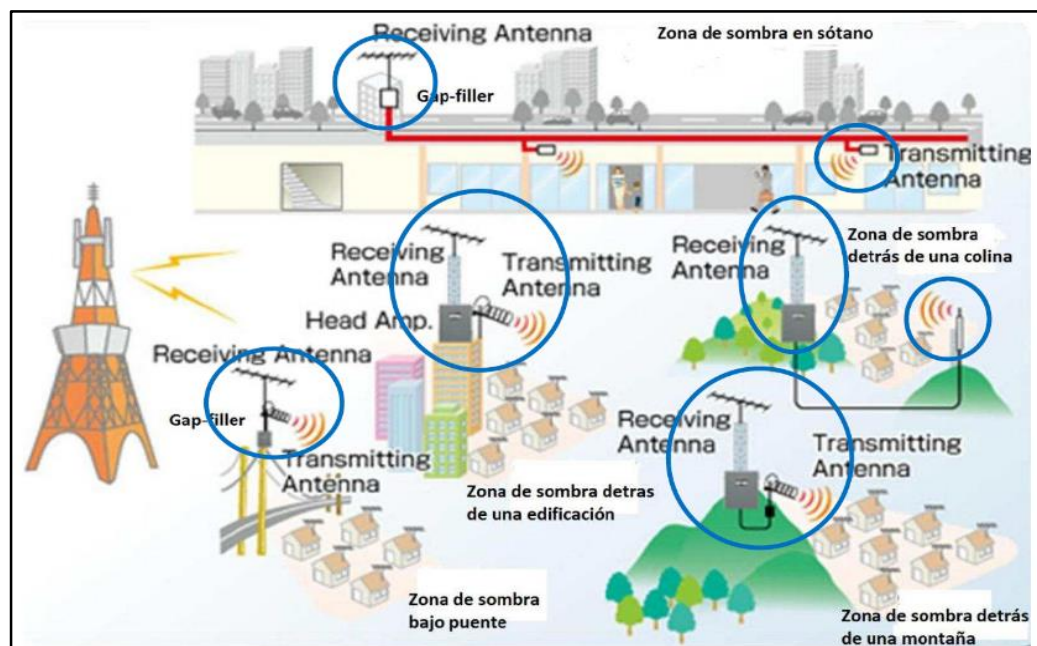 Receiving Antenna
Zona de sombra en sótano
Gap-filler
Transmitting
Antenna
Receiving
Antenna
Transmitting
Antenna
Head Amp.
Receiving
Antenna
Zona de sombra
detrás de una colina
Receiving Antenna
Gap-filler
Transmitting
Antenna
Zona de sombra detras
de una edificación
Receiving
Antenna
Transmitting
Antenna
Zona de sombra
bajo puente
Zona de sombra detrás
de una montaña